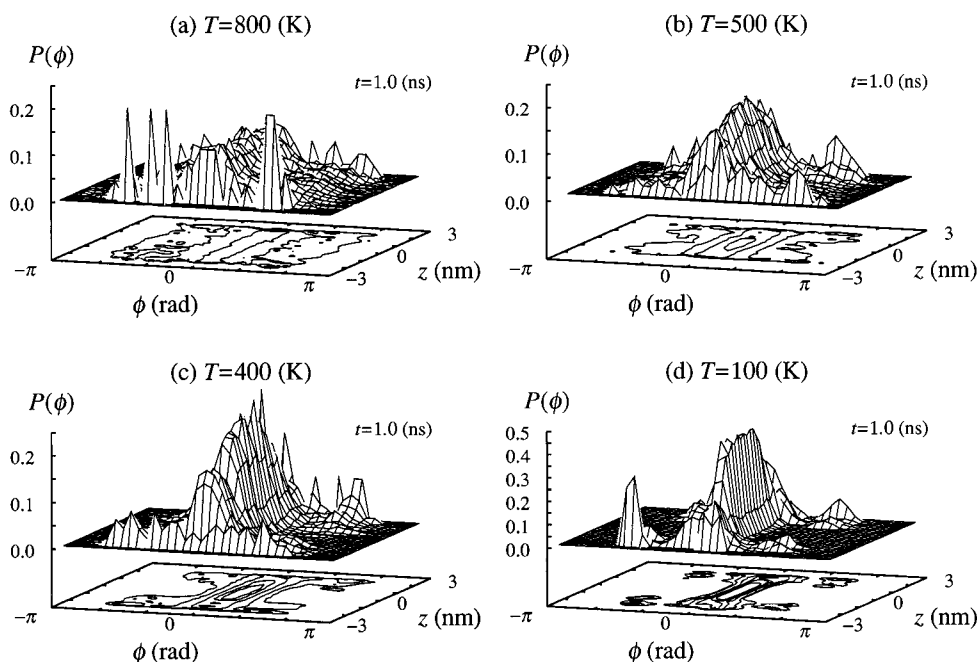 (a) T=800 (K)
P(ϕ)
t=1.0 (ns)
0.2
0.1
0.0
3
0
z (nm)
−3
−π
0
π
ϕ (rad)
(b) T=500 (K)
P(ϕ)
t=1.0 (ns)
0.2
0.1
0.0
3
0
z (nm)
−3
−π
0
π
ϕ (rad)
(c) T=400 (K)
P(ϕ)
t=1.0 (ns)
0.2
0.1
0.0
3
0
z (nm)
−3
−π
0
π
ϕ (rad)
(d) T=100 (K)
P(ϕ)
t=1.0 (ns)
0.5
0.4
0.3
0.2
0.1
0.0
3
0
z (nm)
−3
−π
0
π
ϕ (rad)